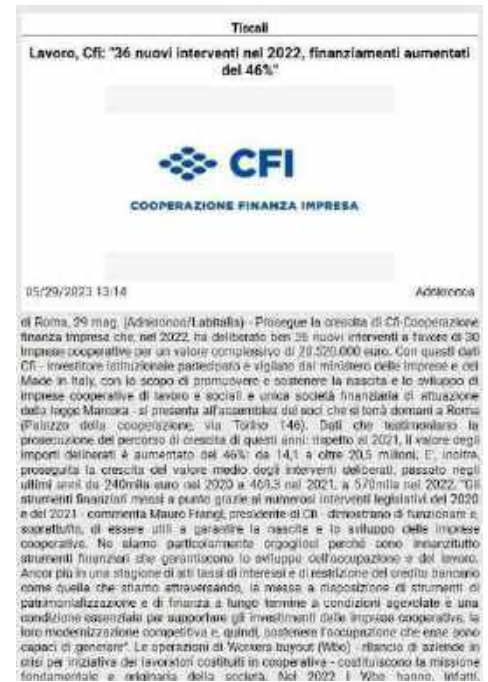 Tiscali
Lavoro, Cfi: "36 nuovi interventi nel 2022, finanziamenti aumentati
del 46%"
CFI
COOPERAZIONE FINANZA IMPRESA
05/29/2023 13:14
Adnkronos
di Roma, 29 mag. (Adnkronos/Labitalia) - Prosegue la crescita di Cfi-Cooperazione
finanza impresa che, nel 2022, ha deliberato ben 36 nuovi interventi a favore di 30
imprese cooperative per un valore complessivo di 20.520.000 euro. Con questi dati
Cfi - investitore istituzionale partecipato e vigilato dal ministero delle imprese e del
Made in Italy, con lo scopo di promuovere e sostenere la nascita e lo sviluppo di
imprese cooperative di lavoro e sociali e unica società finanziaria di attuazione
della legge Marcora - si presenta all'assemblea dei soci che si terrà domani a Roma
(Palazzo della cooperazione, via Torino 146). Dati che testimoniano la
prosecuzione del percorso di crescita di questi anni: rispetto al 2021, il valore degli
importi deliberati è aumentato del 46%: da 14,1 a oltre 20,5 milioni. E', inoltre,
proseguita la crescita del valore medio degli interventi deliberati, passato negli
ultimi anni da 240mila euro nel 2020 a 469,3 nel 2021, a 570mila nel 2022. "Gli
strumenti finanziari messi a punto grazie ai numerosi interventi legislativi del 2020
e del 2021 - commenta Mauro Frangi, presidente di Cfi - dimostrano di funzionare e,
soprattutto, di essere utili a garantire la nascita e lo sviluppo delle imprese
cooperative. Ne siamo particolarmente orgogliosi perché sono innanzitutto
strumenti finanziari che garantiscono lo sviluppo dell'occupazione e del lavoro.
Ancor più in una stagione di alti tassi di interessi e di restrizione del credito bancario
come quella che stiamo attraversando, la messa a disposizione di strumenti di
patrimonializzazione e di finanza a lungo termine a condizioni agevolate è una
condizione essenziale per supportare gli investimenti delle imprese cooperative, la
loro modernizzazione competitiva e, quindi, sostenere l'occupazione che esse sono
capaci di generare". Le operazioni di Workers buyout (Wbo) - rilancio di aziende in
crisi per iniziativa dei lavoratori costituiti in cooperativa - costituiscono la missione
fondamentale e originaria della società. Nel 2022 i Wbo hanno, infatti,